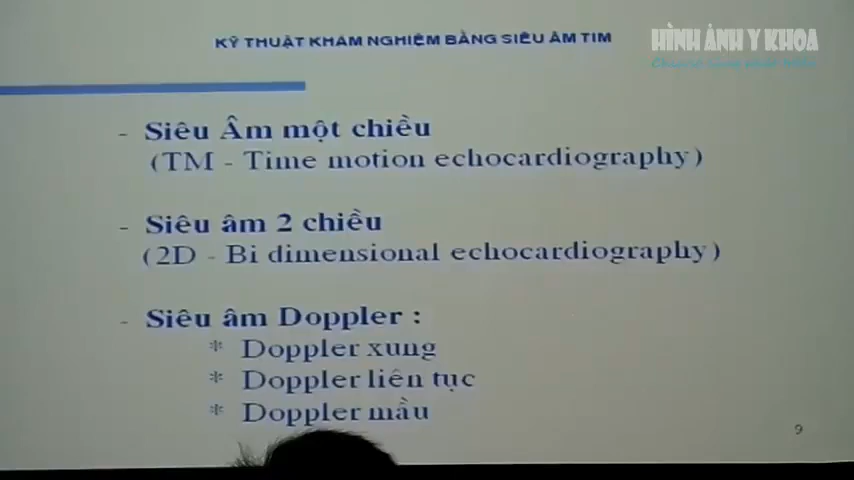 KỸ THUẬT KHÁM NGHIỆM BẰNG SIÊU ÂM TIM
HÌNH ẢNH Y KHOA
- Siêu Âm một chiều
(TM - Time motion echocardiography)
- Siêu âm 2 chiều
(2D - Bi dimensional echocardiography)
- Siêu âm Doppler :
* Doppler xung
* Doppler liên tục
* Doppler mầu
9